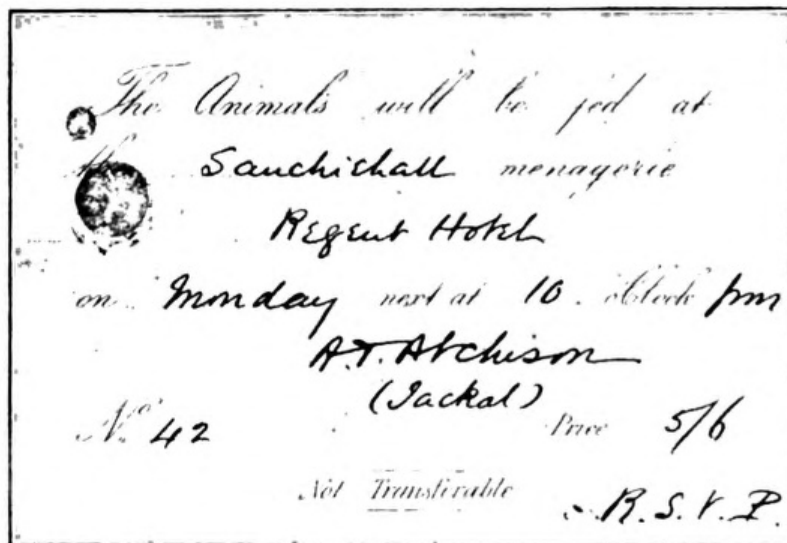 The Animals will be fed at
the Sauchiehall menagerie
Regent Hotel
on Monday next at 10 o'Clock pm
A.T. Atchison
(Jackal)
No. 42 Price 5/6
Not Transferable
R.S.V.P.